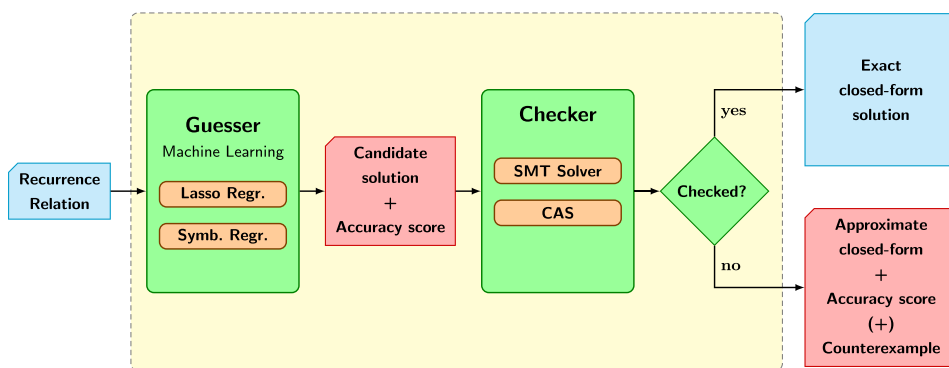 Recurrence
Relation
Guesser
Machine Learning
Lasso Regr.
Symb. Regr.
Candidate
solution
+
Accuracy score
Checker
SMT Solver
CAS
Checked?
yes
no
Exact
closed-form
solution
Approximate
closed-form
+
Accuracy score
(+)
Counterexample